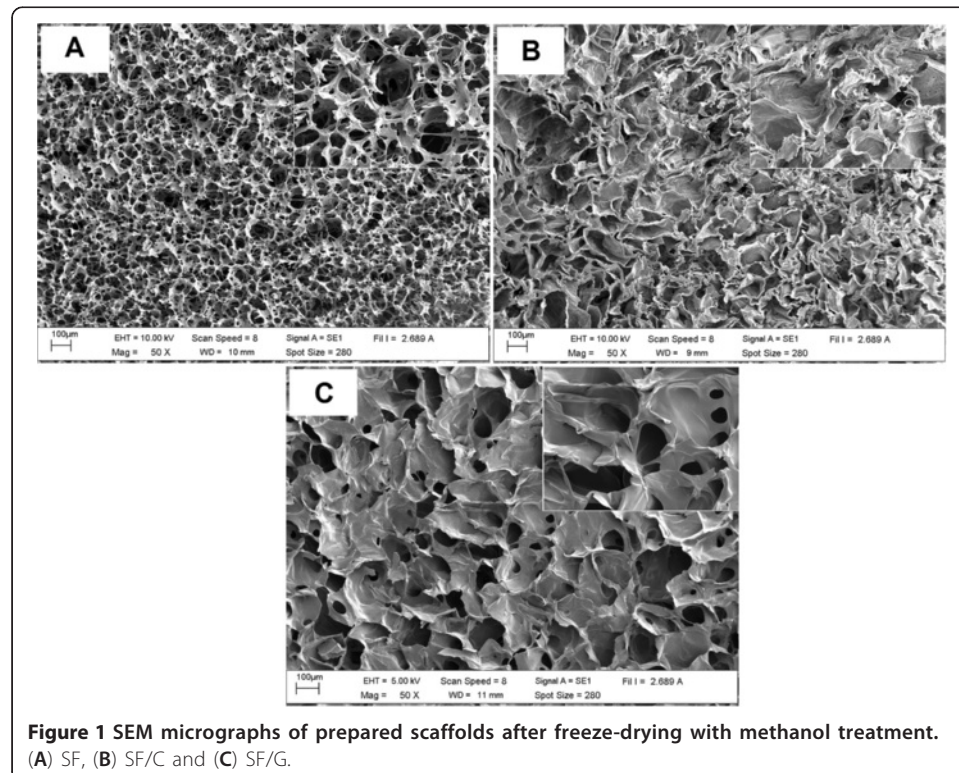 A
100µm
EHT = 10.00 kV Scan Speed = 8 Signal A = SE1 Fil I = 2.689 A
Mag = 50 X WD = 10 mm Spot Size = 280
B
100µm
EHT = 10.00 kV Scan Speed = 8 Signal A = SE1 Fil I = 2.689 A
Mag = 50 X WD = 9 mm Spot Size = 280
C
100µm
EHT = 5.00 kV Scan Speed = 8 Signal A = SE1 Fil I = 2.689 A
Mag = 50 X WD = 11 mm Spot Size = 280
Figure 1 SEM micrographs of prepared scaffolds after freeze-drying with methanol treatment.
(A) SF, (B) SF/C and (C) SF/G.